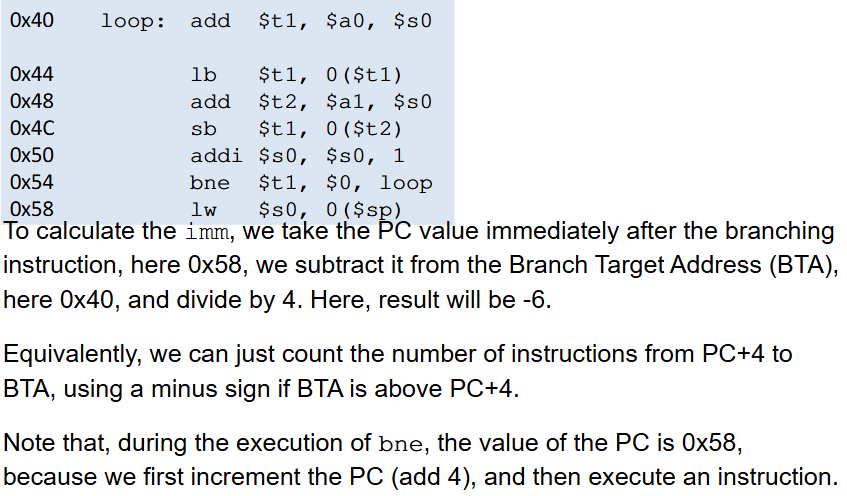 0x40 loop: add $t1, $a0, $s0
0x44 lb $t1, 0($t1)
0x48 add $t2, $a1, $s0
0x4C sb $t1, 0($t2)
0x50 addi $s0, $s0, 1
0x54 bne $t1, $0, loop
0x58 lw $s0, 0($sp)
To calculate the imm, we take the PC value immediately after the branching
instruction, here 0x58, we subtract it from the Branch Target Address (BTA),
here 0x40, and divide by 4. Here, result will be -6.
Equivalently, we can just count the number of instructions from PC+4 to
BTA, using a minus sign if BTA is above PC+4.
Note that, during the execution of bne, the value of the PC is 0x58,
because we first increment the PC (add 4), and then execute an instruction.